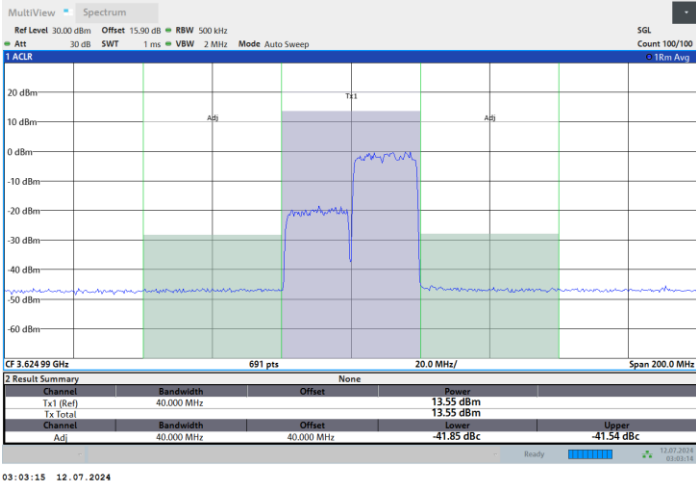 MultiView Spectrum
Ref Level 30.00 dBm Offset 15.90 dB RBW 500 kHz SGL
Att 30 dB SWT 1 ms VBW 2 MHz Mode Auto Sweep Count 100/100
1 ACLR 1Rm Avg
20 dBm
Tx1
10 dBm
Adj Adj
0 dBm
-10 dBm
-20 dBm
-30 dBm
-40 dBm
-50 dBm
-60 dBm
CF 3.624 99 GHz 691 pts 20.0 MHz/ Span 200.0 MHz
2 Result Summary None
Channel Bandwidth Offset Power
Tx1 (Ref) 40.000 MHz 13.55 dBm
Tx Total 13.55 dBm
Channel Bandwidth Offset Lower Upper
Adj 40.000 MHz 40.000 MHz -41.85 dBc -41.54 dBc
Ready 12.07.2024
03:03:14
03:03:15 12.07.2024